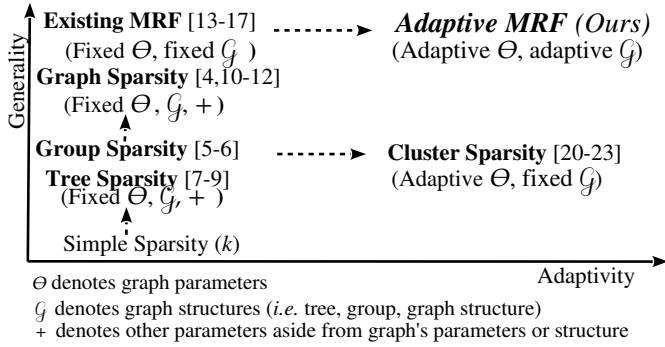 Generality
Existing MRF [13-17]
(Fixed Θ, fixed 𝒢 )
Adaptive MRF (Ours)
(Adaptive Θ, adaptive 𝒢)
Graph Sparsity [4,10-12]
(Fixed Θ, 𝒢, + )
Group Sparsity [5-6]
Tree Sparsity [7-9]
(Fixed Θ, 𝒢, + )
Cluster Sparsity [20-23]
(Adaptive Θ, fixed 𝒢)
Simple Sparsity (k)
Adaptivity
Θ denotes graph parameters
𝒢 denotes graph structures (i.e. tree, group, graph structure)
+ denotes other parameters aside from graph's parameters or structure